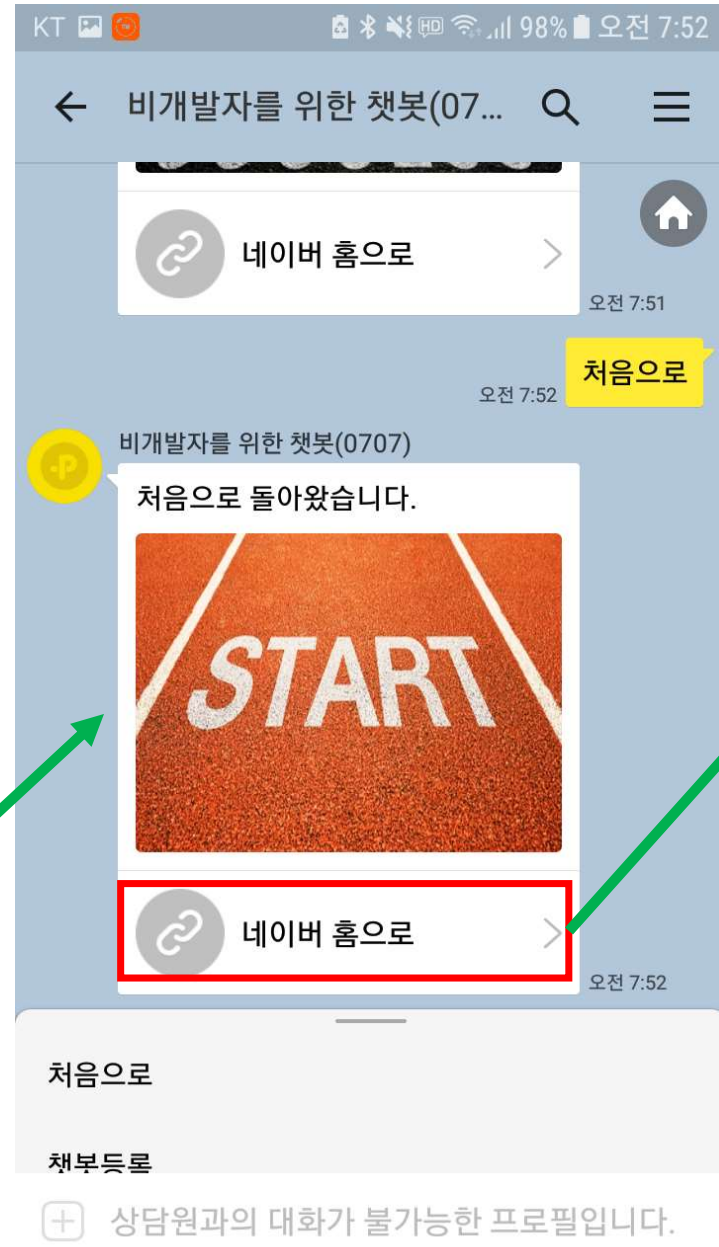 KT HD 98% 오전 7:52
비개발자를 위한 챗봇(07...
네이버 홈으로
오전 7:51
처음으로
오전 7:52
비개발자를 위한 챗봇(0707)
처음으로 돌아왔습니다.
START
네이버 홈으로
오전 7:52
처음으로
챗봇등록
상담원과의 대화가 불가능한 프로필입니다.